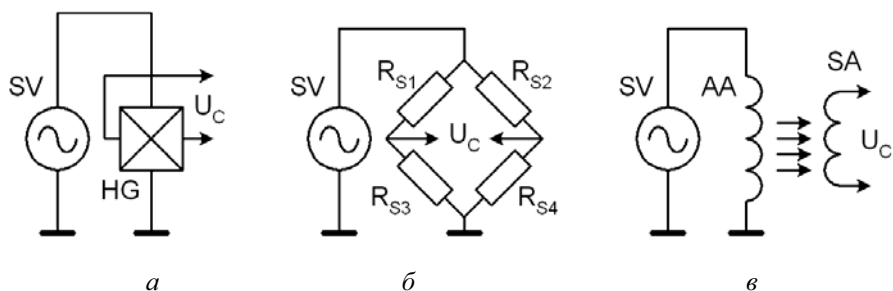 SV
HG
U_C
SV
R_S1
R_S2
U_C
R_S3
R_S4
SV
AA
SA
U_C
а
б
в